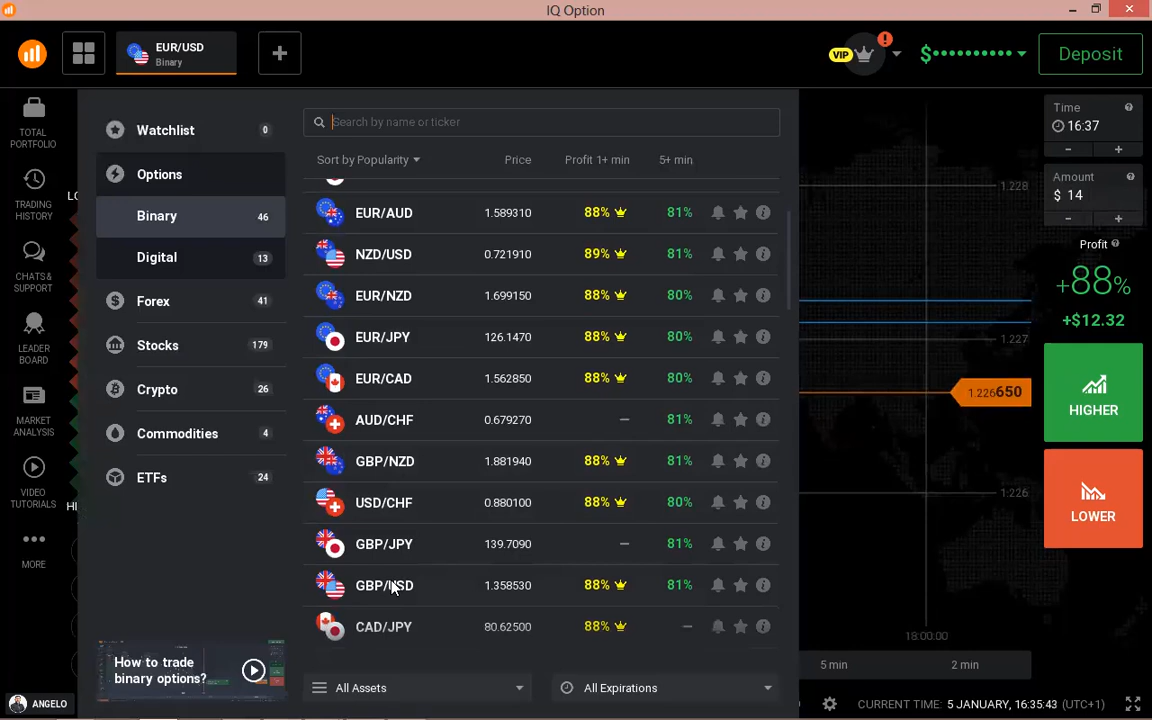 IQ Option
EUR/USD
Binary
VIP
!
$ •••••••••• 
Deposit
TOTAL
PORTFOLIO
TRADING
HISTORY
CHATS &
SUPPORT
LEADER
BOARD
MARKET
ANALYSIS
VIDEO
TUTORIALS
MORE
ANGELO
LO
HI
Watchlist 0
Options
Binary 46
Digital 13
Forex 41
Stocks 179
Crypto 26
Commodities 4
ETFs 24
How to trade
binary options?
Search by name or ticker
Sort by Popularity Price Profit 1+ min 5+ min
EUR/AUD 1.589310 88% 81%
NZD/USD 0.721910 89% 81%
EUR/NZD 1.699150 88% 80%
EUR/JPY 126.1470 88% 80%
EUR/CAD 1.562850 88% 80%
AUD/CHF 0.679270 – 81%
GBP/NZD 1.881940 88% 81%
USD/CHF 0.880100 88% 80%
GBP/JPY 139.7090 – 81%
GBP/USD 1.358530 88% 81%
CAD/JPY 80.62500 88% –
All Assets
All Expirations
1.228
1.227
1.226650
1.226
18:00:00
5 min 2 min
Time
16:37
- +
Amount
$ 14
- +
Profit
+88%
+$12.32
HIGHER
LOWER
CURRENT TIME: 5 JANUARY, 16:35:43 (UTC+1)